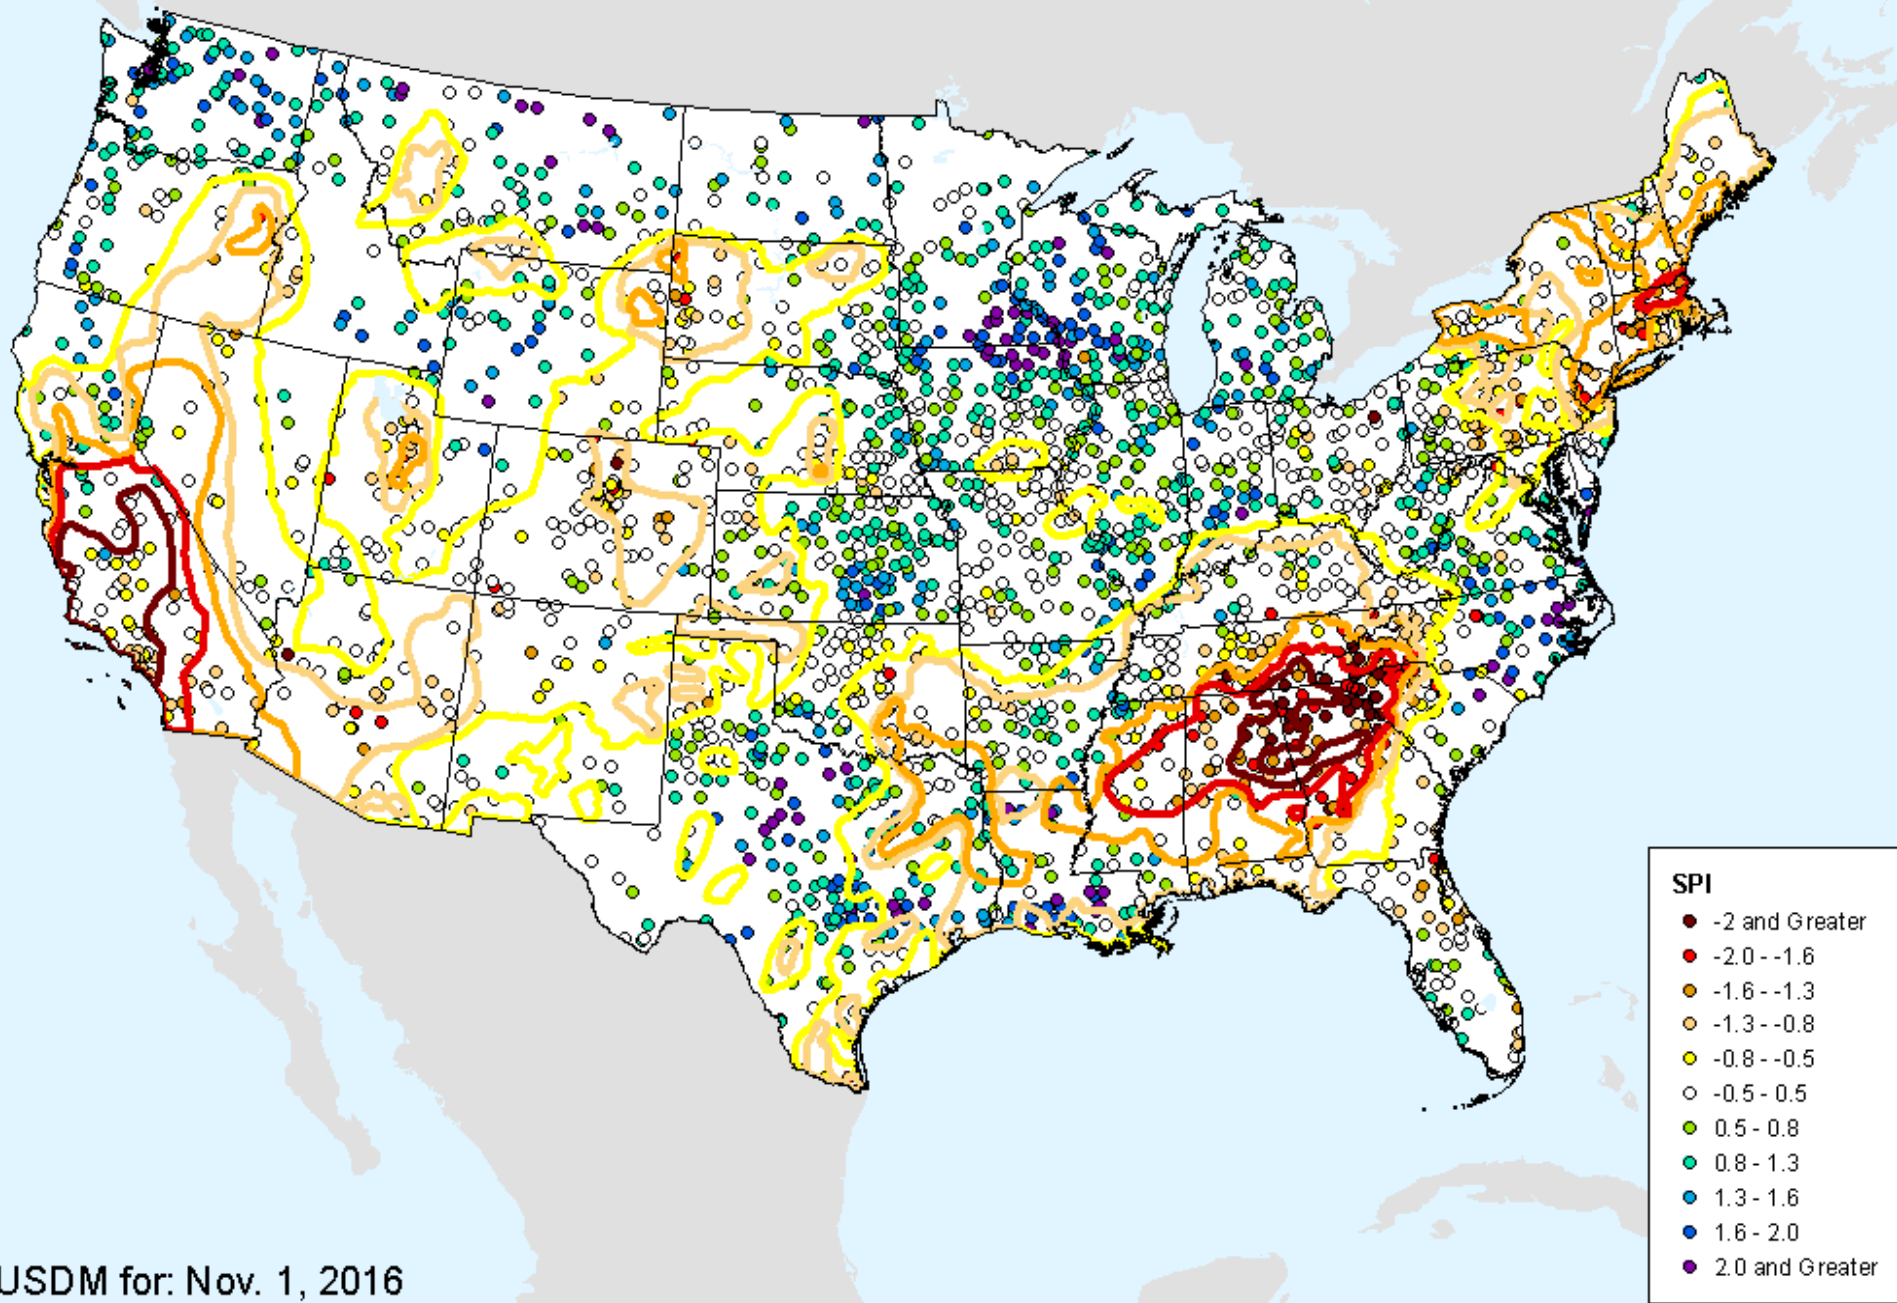 SPI
-2 and Greater
-2.0 - -1.6
-1.6 - -1.3
-1.3 - -0.8
-0.8 - -0.5
-0.5 - 0.5
0.5 - 0.8
0.8 - 1.3
1.3 - 1.6
1.6 - 2.0
2.0 and Greater
USDM for: Nov. 1, 2016